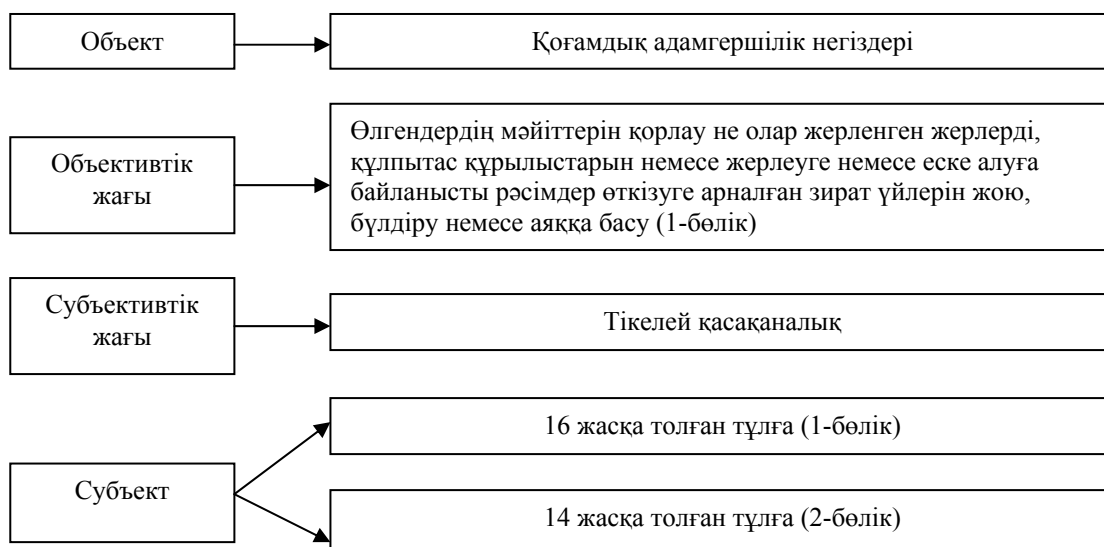 Объект
Қоғамдық адамгершілік негіздері
Объективтік
жағы
Өлгендердің мәйіттерін қорлау не олар жерленген жерлерді,
құлпытас құрылыстарын немесе жерлеуге немесе еске алуға
байланысты рәсімдер өткізуге арналған зират үйлерін жою,
бүлдіру немесе аяққа басу (1-бөлік)
Субъективтік
жағы
Тікелей қасақаналық
Субъект
16 жасқа толған тұлға (1-бөлік)
14 жасқа толған тұлға (2-бөлік)